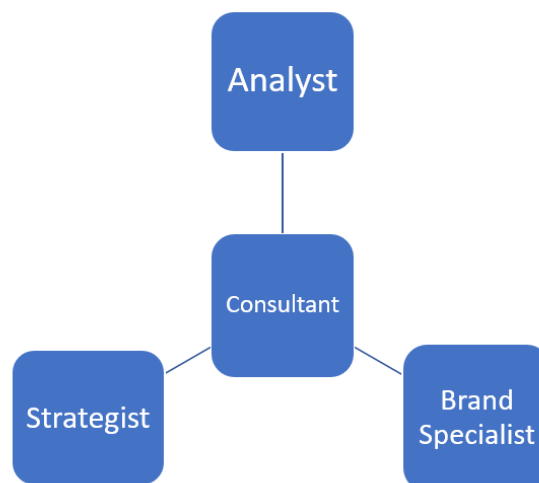 Analyst
Consultant
Strategist
Brand
Specialist